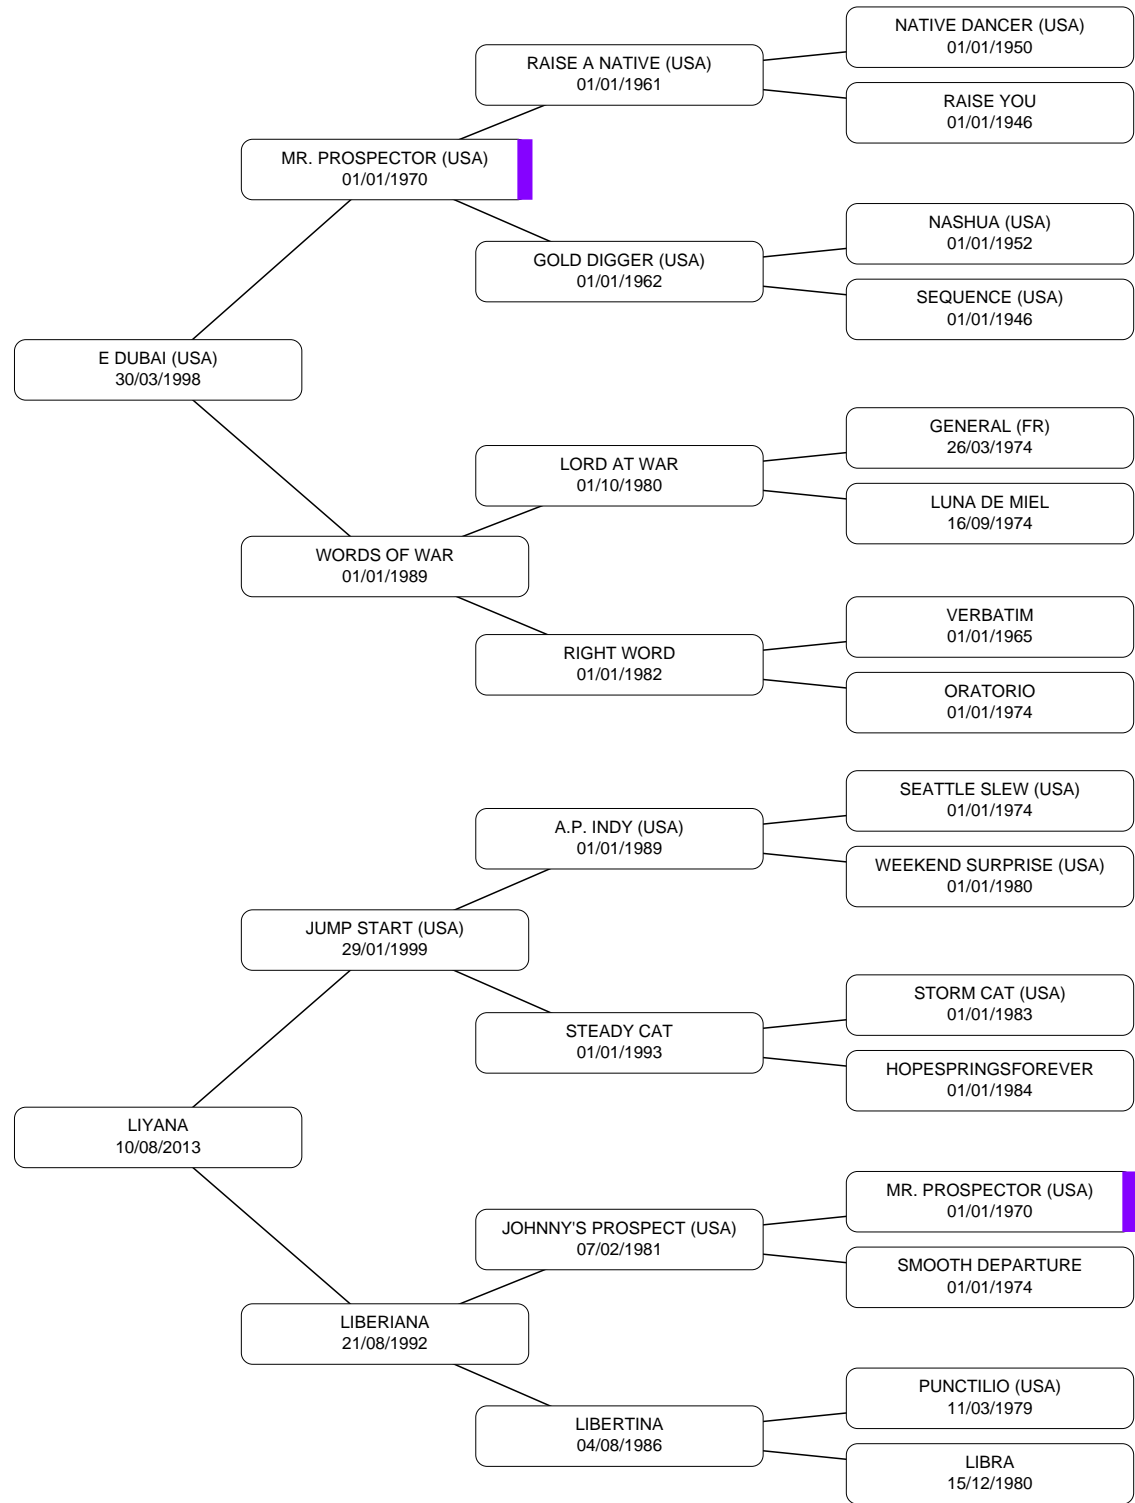 NATIVE DANCER (USA)
01/01/1950
RAISE A NATIVE (USA)
01/01/1961
RAISE YOU
01/01/1946
MR. PROSPECTOR (USA)
01/01/1970
NASHUA (USA)
01/01/1952
GOLD DIGGER (USA)
01/01/1962
SEQUENCE (USA)
01/01/1946
E DUBAI (USA)
30/03/1998
GENERAL (FR)
26/03/1974
LORD AT WAR
01/10/1980
LUNA DE MIEL
16/09/1974
WORDS OF WAR
01/01/1989
VERBATIM
01/01/1965
RIGHT WORD
01/01/1982
ORATORIO
01/01/1974
SEATTLE SLEW (USA)
01/01/1974
A.P. INDY (USA)
01/01/1989
WEEKEND SURPRISE (USA)
01/01/1980
JUMP START (USA)
29/01/1999
STORM CAT (USA)
01/01/1983
STEADY CAT
01/01/1993
HOPESPRINGSFOREVER
01/01/1984
LIYANA
10/08/2013
MR. PROSPECTOR (USA)
01/01/1970
JOHNNY'S PROSPECT (USA)
07/02/1981
SMOOTH DEPARTURE
01/01/1974
LIBERIANA
21/08/1992
PUNCTILIO (USA)
11/03/1979
LIBERTINA
04/08/1986
LIBRA
15/12/1980